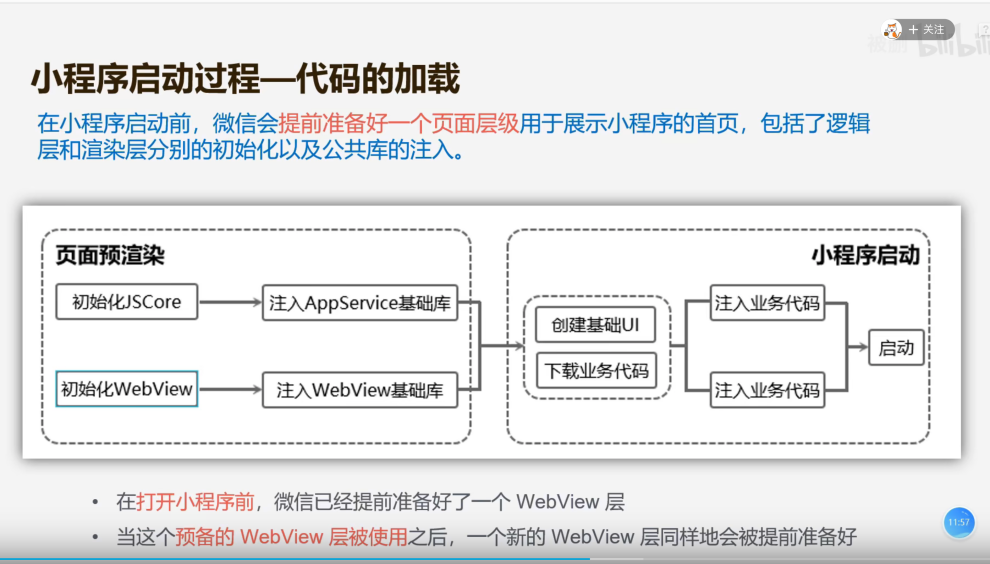 + 关注
小程序启动过程—代码的加载
在小程序启动前，微信会提前准备好一个页面层级用于展示小程序的首页，包括了逻辑
层和渲染层分别的初始化以及公共库的注入。
页面预渲染
小程序启动
初始化JSCore
注入AppService基础库
创建基础UI
注入业务代码
下载业务代码
启动
初始化WebView
注入WebView基础库
注入业务代码
• 在打开小程序前，微信已经提前准备好了一个 WebView 层
• 当这个预备的 WebView 层被使用之后，一个新的 WebView 层同样地会被提前准备好
11:57